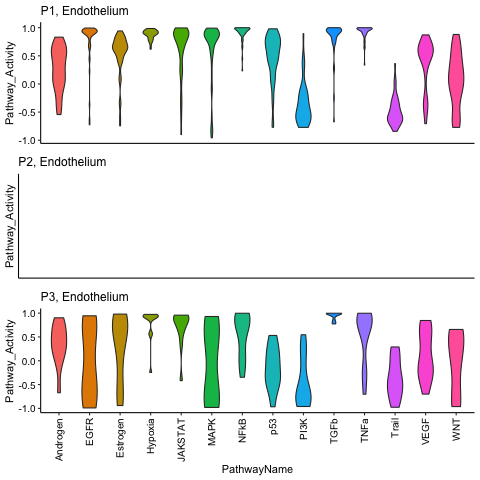 P1, Endothelium
Pathway_Activity
1.0
0.5
0.0
-0.5
-1.0
P2, Endothelium
Pathway_Activity
P3, Endothelium
Pathway_Activity
1.0
0.5
0.0
-0.5
-1.0
Androgen
EGFR
Estrogen
Hypoxia
JAKSTAT
MAPK
NFkB
p53
PI3K
TGFb
TNFa
Trail
VEGF
WNT
PathwayName